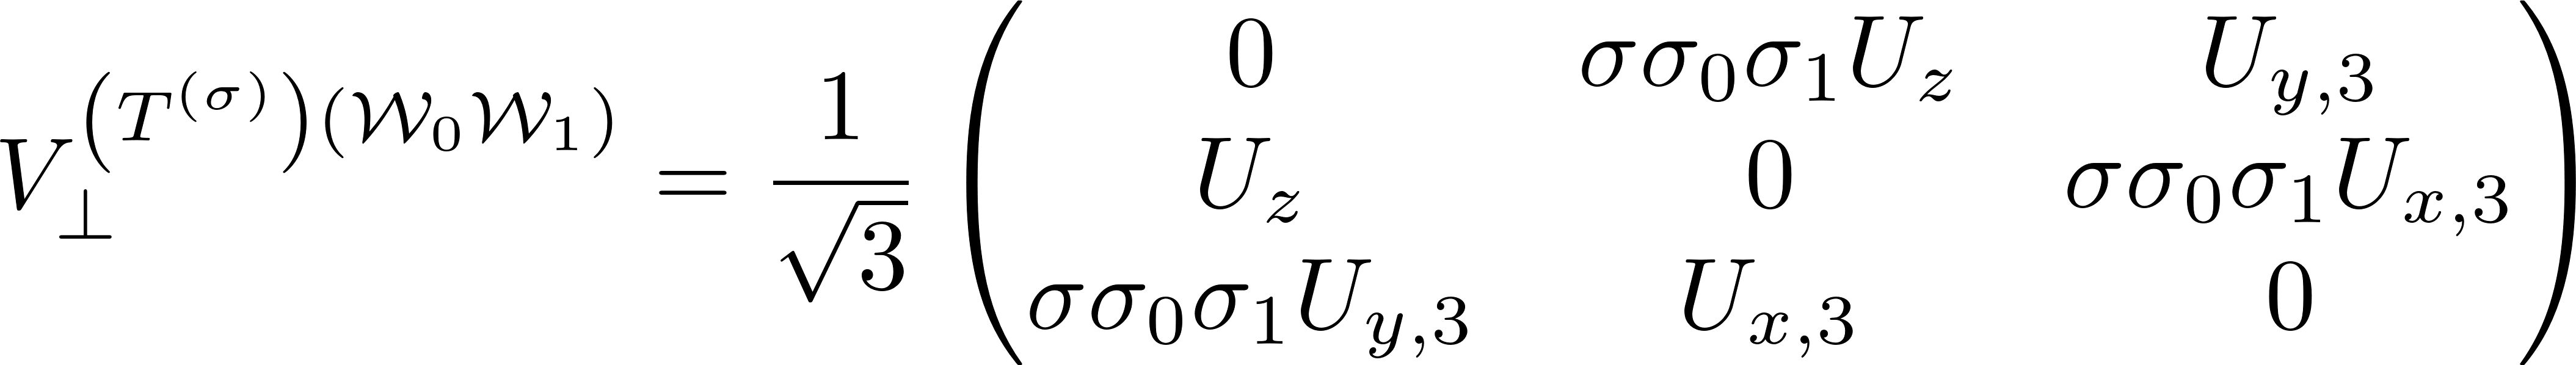 V_{\perp}^{\left(T^{(\sigma)}\right)(\mathcal{W}_0\mathcal{W}_1)} = \frac{1}{\sqrt{3}} \begin{pmatrix} 0 & \sigma\sigma_0\sigma_1 U_z & U_{y,3} \\ U_z & 0 & \sigma\sigma_0\sigma_1 U_{x,3} \\ \sigma\sigma_0\sigma_1 U_{y,3} & U_{x,3} & 0 \end{pmatrix}